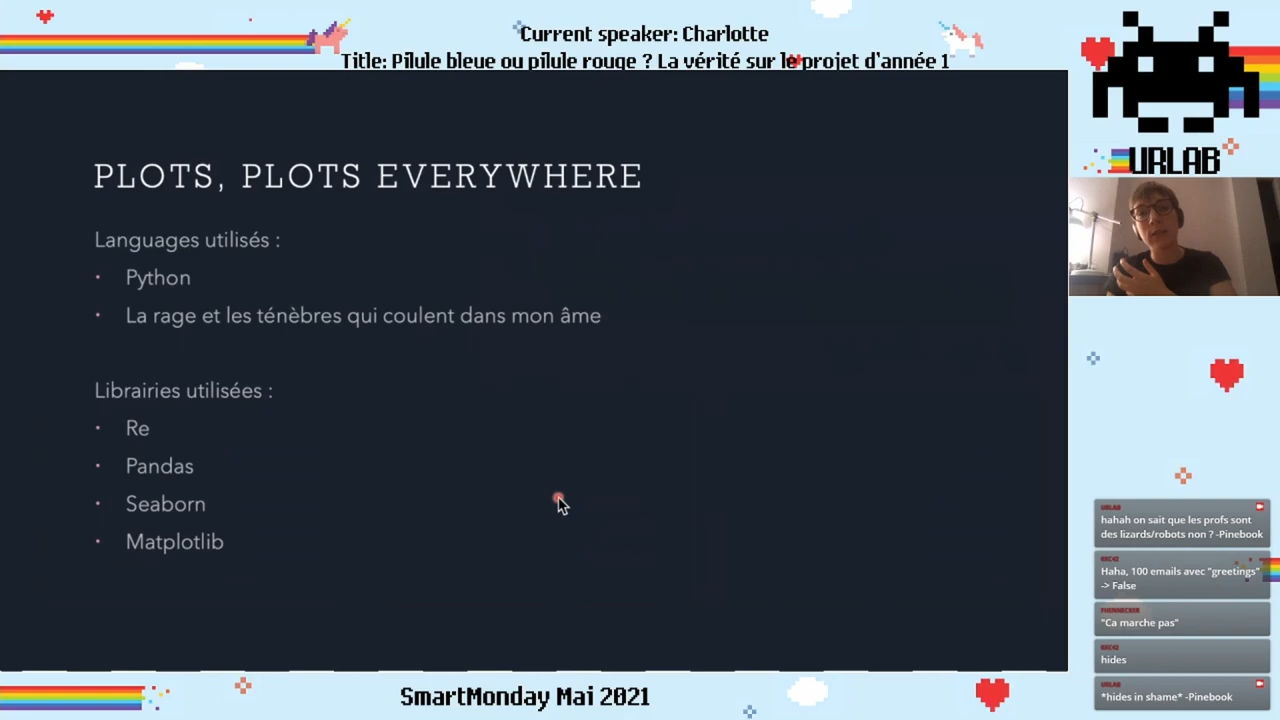 Current speaker: Charlotte
Title: Pilule bleue ou pilule rouge ? La vérité sur le projet d'année 1
URLAB
PLOTS, PLOTS EVERYWHERE
Languages utilisés :
· Python
· La rage et les ténèbres qui coulent dans mon âme
Librairies utilisées :
· Re
· Pandas
· Seaborn
· Matplotlib
URLAB
hahah on sait que les profs sont
des lizards/robots non ? -Pinebook
Haha, 100 emails avec "greetings"
-> False
"Ca marche pas"
hides
URLAB
*hides in shame* -Pinebook
SmartMonday Mai 2021